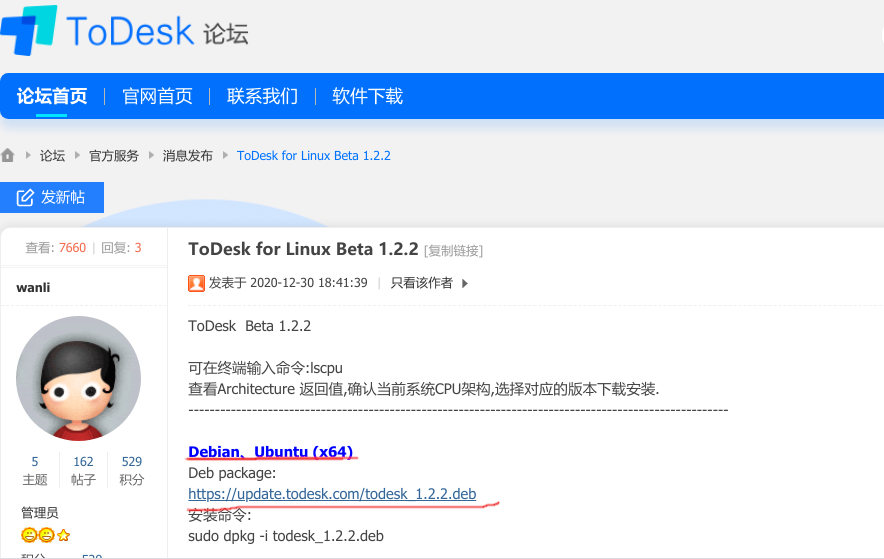 ToDesk 论坛
论坛首页 官网首页 联系我们 软件下载
论坛 官方服务 消息发布 ToDesk for Linux Beta 1.2.2
发新帖
查看: 7660 | 回复: 3
ToDesk for Linux Beta 1.2.2 [复制链接]
wanli
发表于 2020-12-30 18:41:39 | 只看该作者
ToDesk Beta 1.2.2
可在终端输入命令:lscpu
查看Architecture 返回值,确认当前系统CPU架构,选择对应的版本下载安装.
------------------------------------------------------------------------------------------------------
Debian、Ubuntu (x64)
Deb package:
https://update.todesk.com/todesk_1.2.2.deb
安装命令:
sudo dpkg -i todesk_1.2.2.deb
5 162 529
主题 帖子 积分
管理员
积分 529